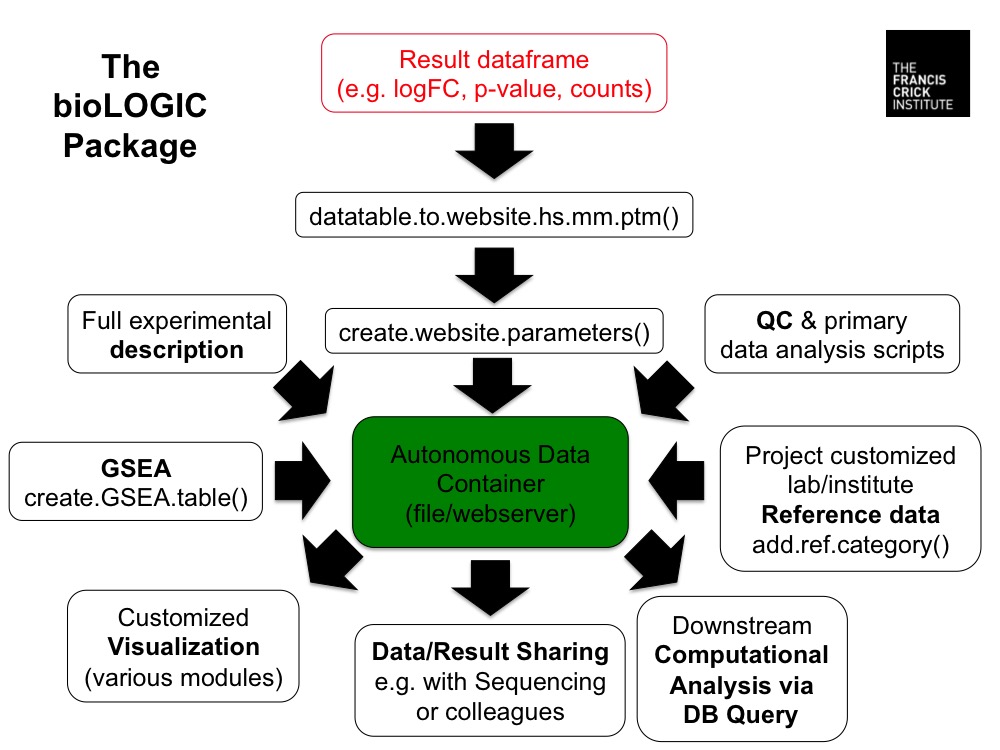 The
bioLOGIC
Package
Result dataframe
(e.g. logFC, p-value, counts)
THE
FRANCIS
CRICK
INSTITUTE
datatable.to.website.hs.mm.ptm()
create.website.parameters()
Full experimental
description
QC & primary
data analysis scripts
Autonomous Data
Container
(file/webserver)
GSEA
create.GSEA.table()
Project customized
lab/institute
Reference data
add.ref.category()
Customized
Visualization
(various modules)
Data/Result Sharing
e.g. with Sequencing
or colleagues
Downstream
Computational
Analysis via
DB Query